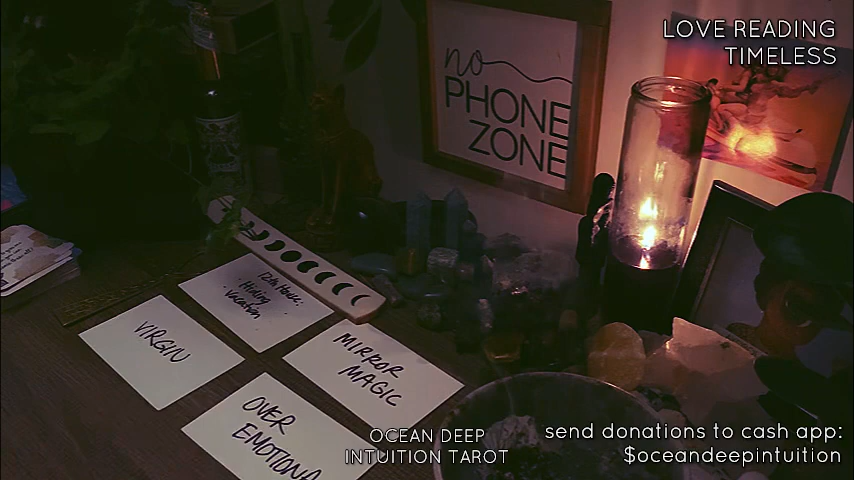 LOVE READING
TIMELESS
no
PHONE
ZONE
12th House:
Hiding
Vacation
VIRGIN
MIRROR
MAGIC
OVER
EMOTIONA
OCEAN DEEP
INTUITION TAROT
send donations to cash app:
$oceandeepintuition